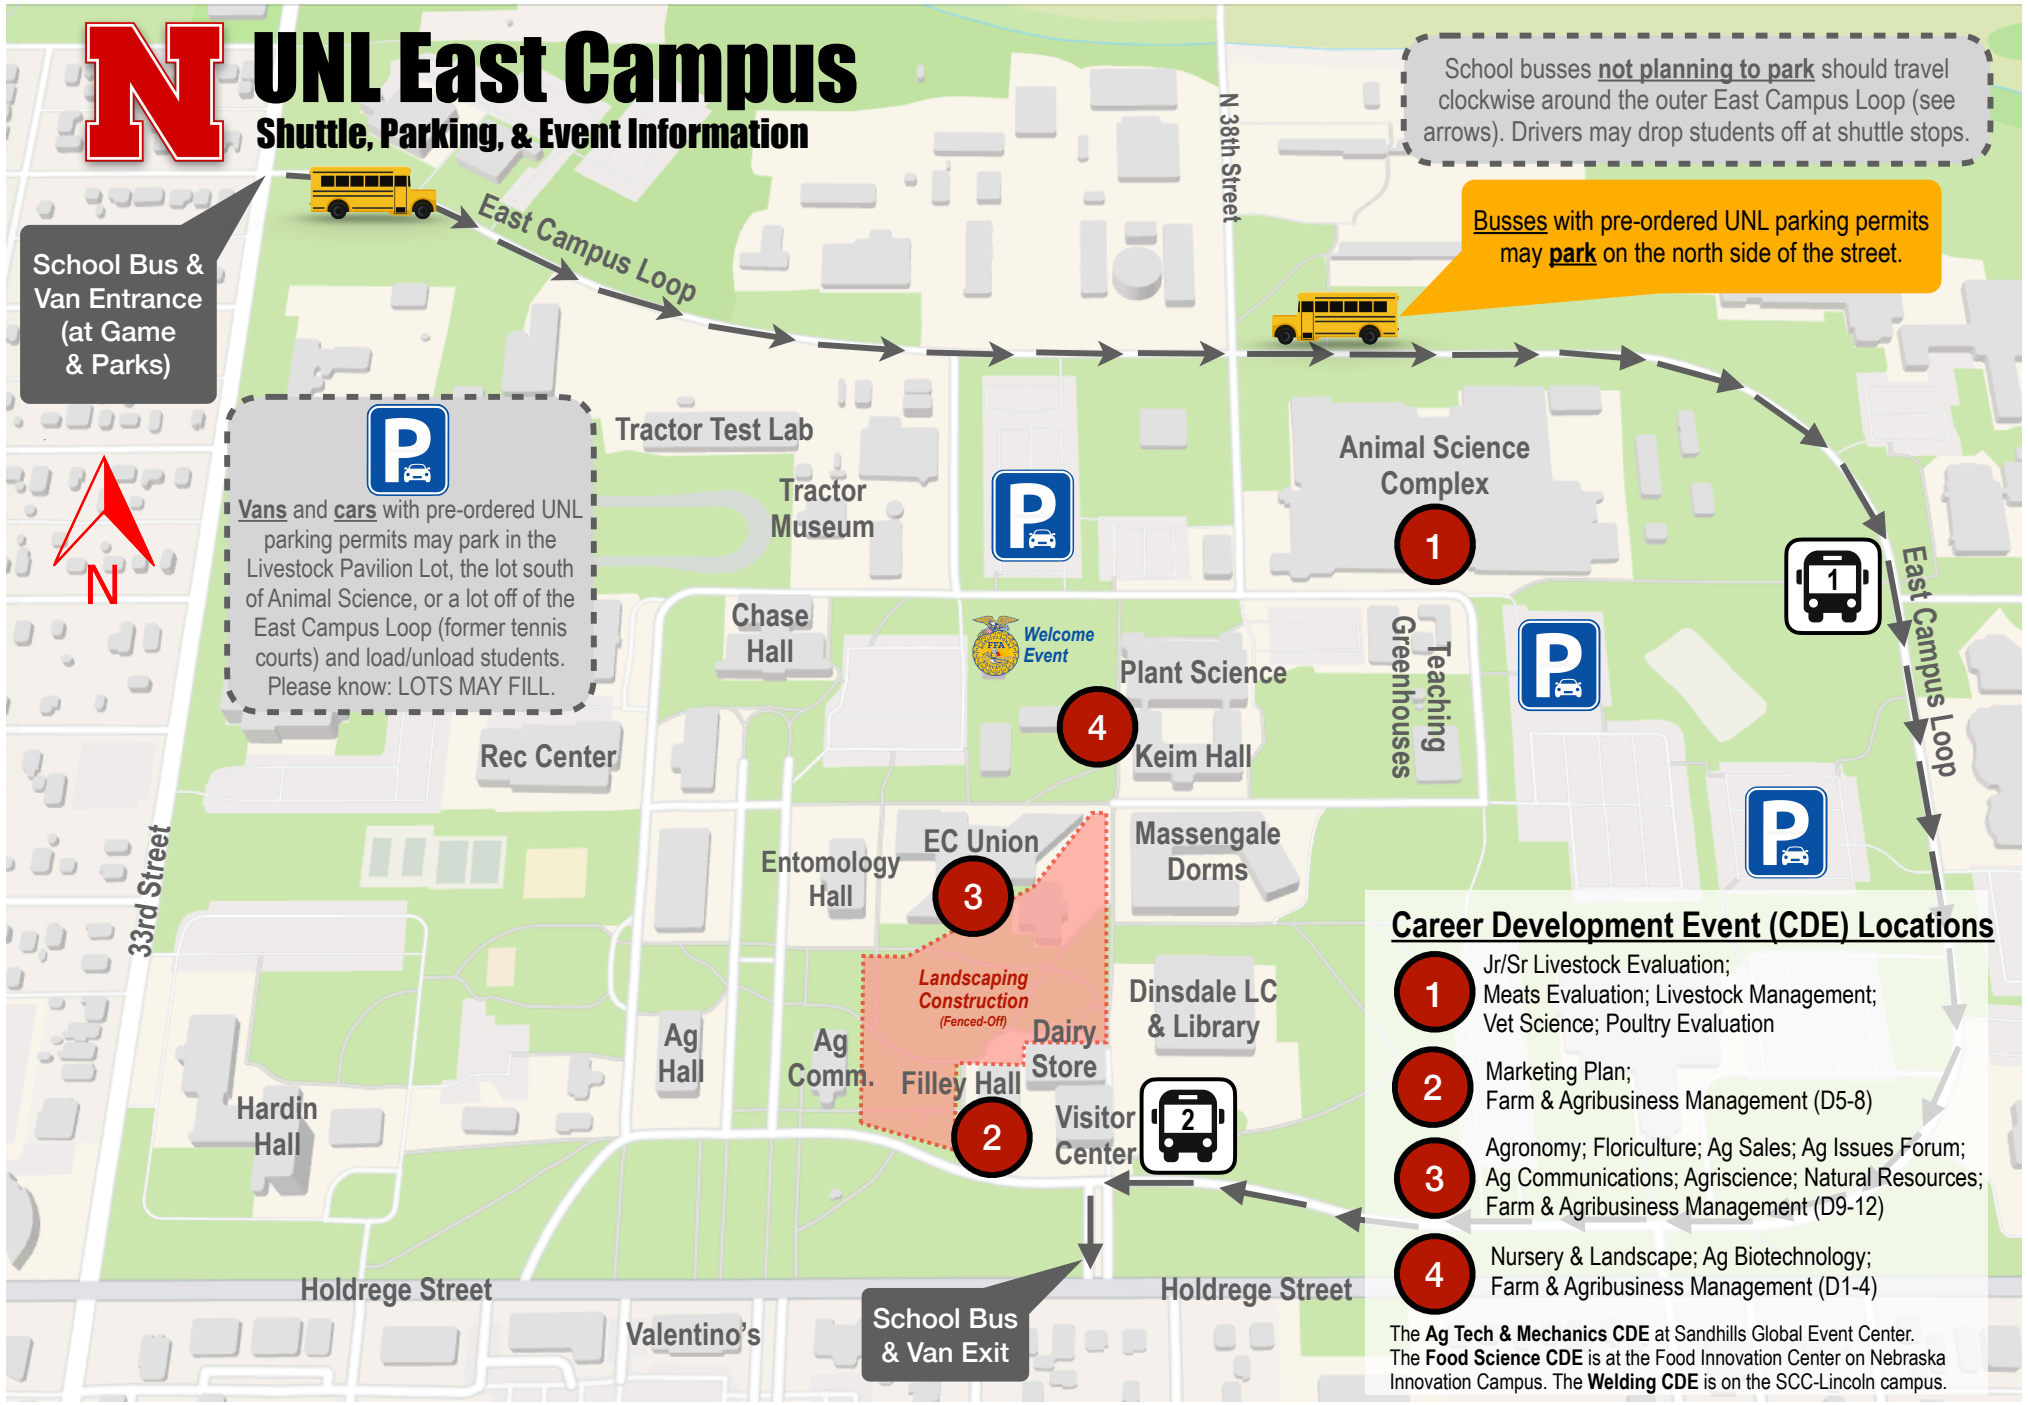 N
UNL East Campus
Shuttle, Parking, & Event Information
School busses not planning to park should travel
clockwise around the outer East Campus Loop (see
arrows). Drivers may drop students off at shuttle stops.
N 38th Street
Busses with pre-ordered UNL parking permits
may park on the north side of the street.
East Campus Loop
School Bus &
Van Entrance
(at Game
& Parks)
P
Vans and cars with pre-ordered UNL
parking permits may park in the
Livestock Pavilion Lot, the lot south
of Animal Science, or a lot off of the
East Campus Loop (former tennis
courts) and load/unload students.
Please know: LOTS MAY FILL.
N
Tractor Test Lab
Tractor
Museum
P
Animal Science
Complex
1
1
East Campus Loop
Chase
Hall
FFA
Welcome
Event
Plant Science
4
Keim Hall
Teaching
Greenhouses
P
P
Rec Center
33rd Street
Entomology
Hall
EC Union
3
Massengale
Dorms
Landscaping
Construction
(Fenced-Off)
Dinsdale LC
& Library
Dairy
Store
Ag
Hall
Ag
Comm.
Filley Hall
2
Visitor
Center
2
Hardin
Hall
Holdrege Street
Holdrege Street
Valentino's
School Bus
& Van Exit
Career Development Event (CDE) Locations
1
Jr/Sr Livestock Evaluation;
Meats Evaluation; Livestock Management;
Vet Science; Poultry Evaluation
2
Marketing Plan;
Farm & Agribusiness Management (D5-8)
3
Agronomy; Floriculture; Ag Sales; Ag Issues Forum;
Ag Communications; Agriscience; Natural Resources;
Farm & Agribusiness Management (D9-12)
4
Nursery & Landscape; Ag Biotechnology;
Farm & Agribusiness Management (D1-4)
The Ag Tech & Mechanics CDE at Sandhills Global Event Center.
The Food Science CDE is at the Food Innovation Center on Nebraska
Innovation Campus. The Welding CDE is on the SCC-Lincoln campus.